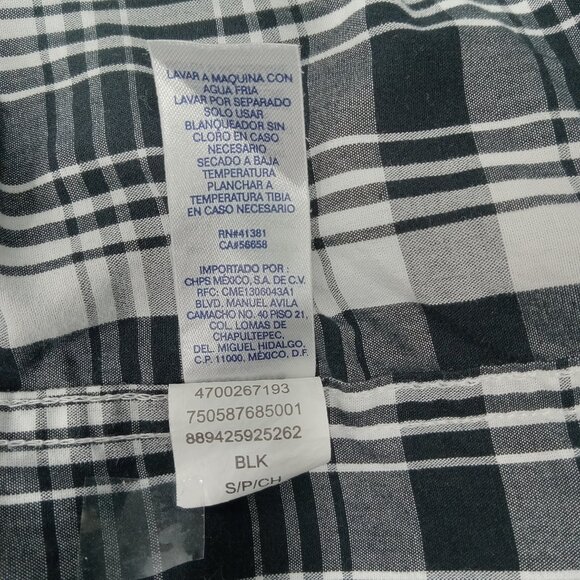 LAVAR A MAQUINA CON
AGUA FRIA
LAVAR POR SEPARADO
SOLO USAR
BLANQUEADOR SIN
CLORO EN CASO
NECESARIO
SECADO A BAJA
TEMPERATURA
PLANCHAR A
TEMPERATURA TIBIA
EN CASO NECESARIO
RN#41381
CA#56658
IMPORTADO POR :
CHPS MÉXICO, S.A. DE C.V.
RFC: CME1306043A1
BLVD. MANUEL AVILA
CAMACHO NO. 40 PISO 21,
COL. LOMAS DE
CHAPULTEPEC,
DEL. MIGUEL HIDALGO,
C.P. 11000, MÉXICO, D.F.
4700267193
750587685001
889425925262
BLK
S/P/CH